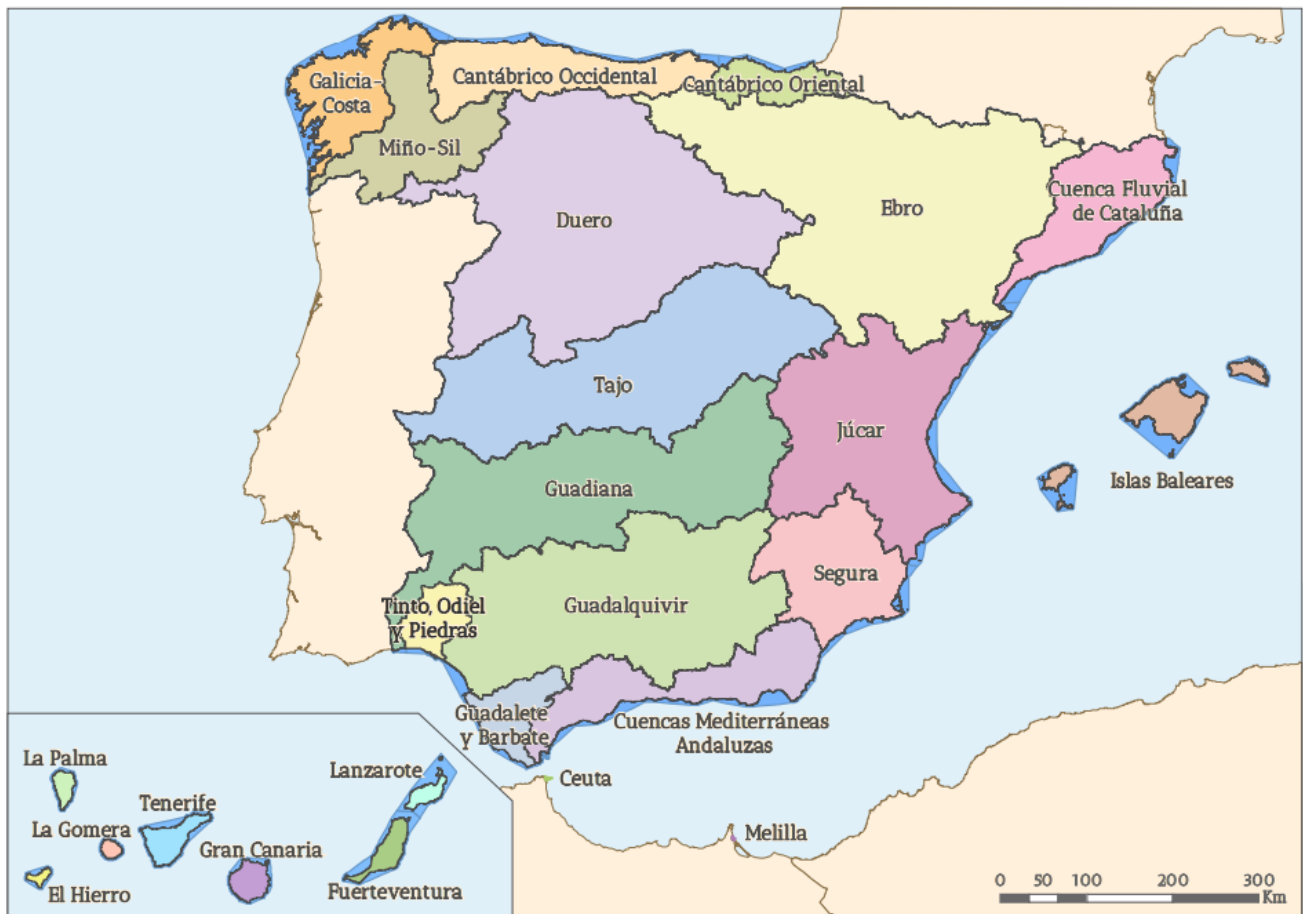 Galicia-
Costa
Cantábrico Occidental
Cantábrico Oriental
Miño-Sil
Duero
Ebro
Cuenca Fluvial
de Cataluña
Tajo
Júcar
Islas Baleares
Guadiana
Segura
Tinto, Odiel
y Piedras
Guadalquivir
Guadalete
y Barbate
Cuencas Mediterráneas
Andaluzas
Ceuta
Melilla
La Palma
Lanzarote
Tenerife
La Gomera
Gran Canaria
El Hierro
Fuerteventura
0 50 100 200 300
Km